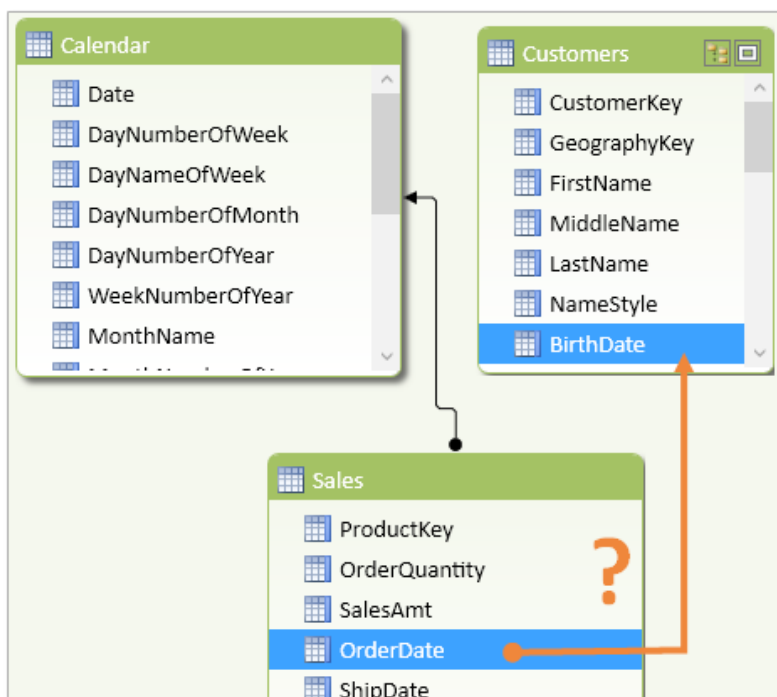 Calendar
Date
DayNumberOfWeek
DayNameOfWeek
DayNumberOfMonth
DayNumberOfYear
WeekNumberOfYear
MonthName
Customers
CustomerKey
GeographyKey
FirstName
MiddleName
LastName
NameStyle
BirthDate
Sales
ProductKey
OrderQuantity
SalesAmt
OrderDate
ShipDate
?